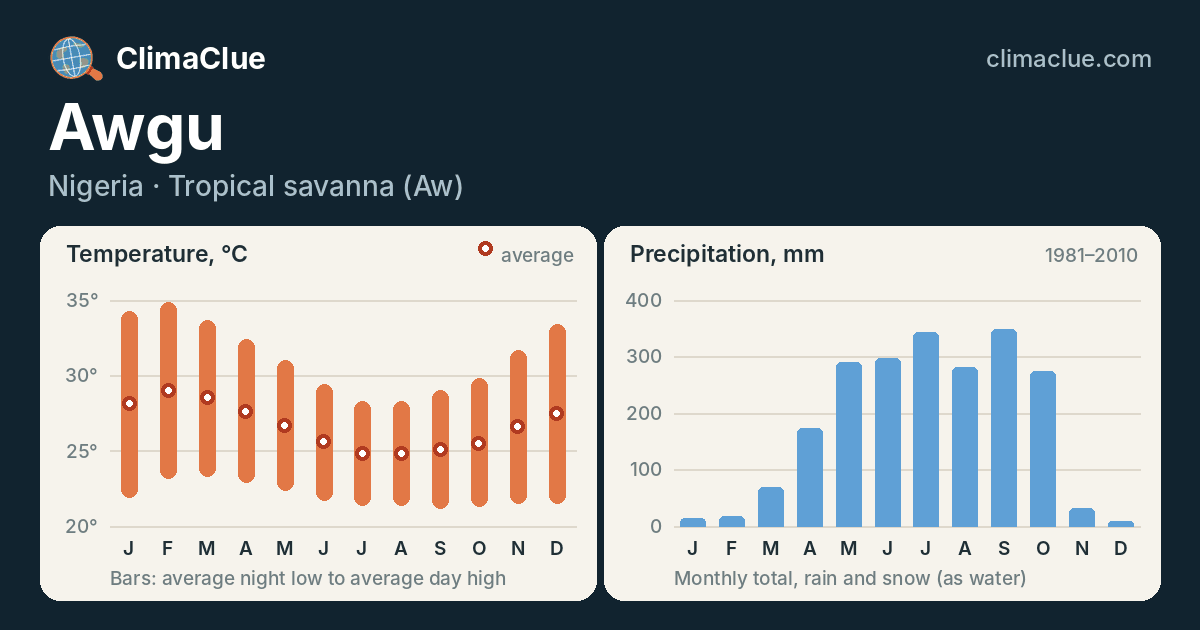 ClimaClue
climaclue.com
Awgu
Nigeria · Tropical savanna (Aw)
Temperature, °C
average
35°
30°
25°
20°
J F M A M J J A S O N D
Bars: average night low to average day high
Precipitation, mm
1981–2010
400
300
200
100
0
J F M A M J J A S O N D
Monthly total, rain and snow (as water)